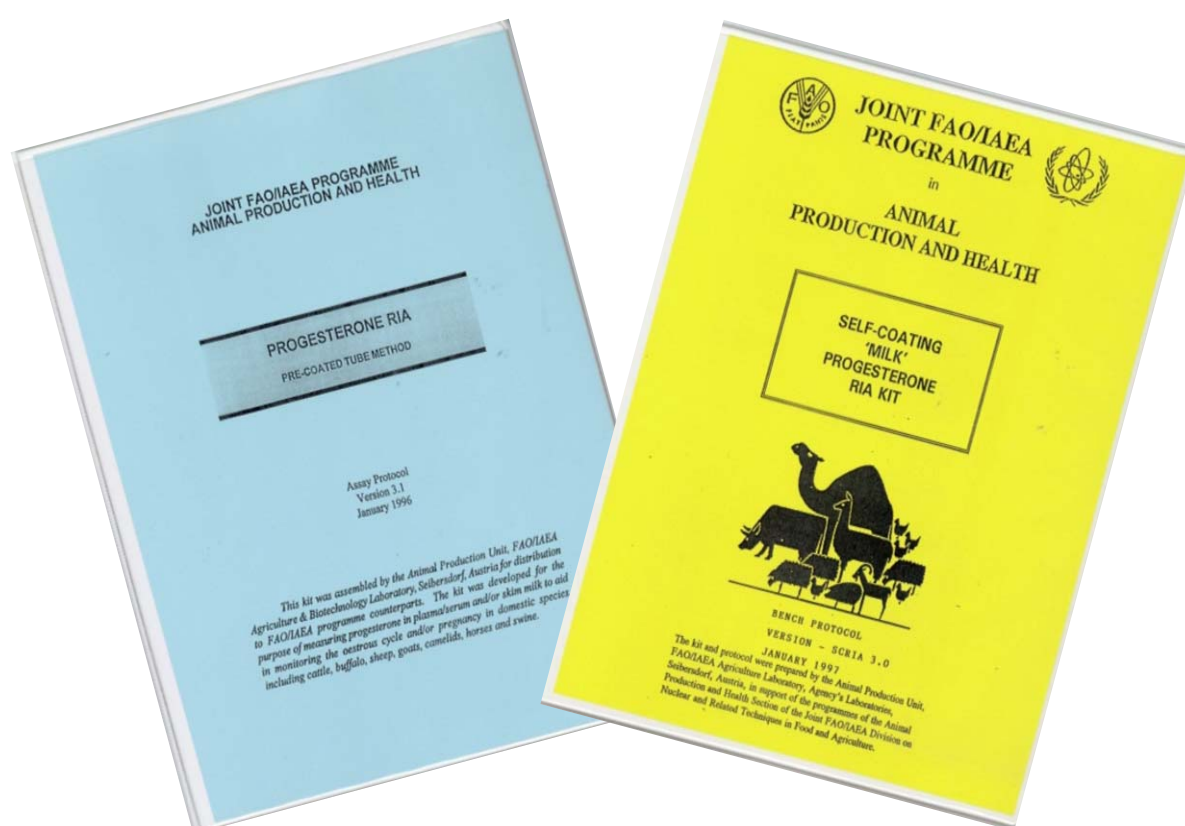 JOINT FAO/IAEA PROGRAMME
ANIMAL PRODUCTION AND HEALTH
PROGESTERONE RIA
PRE-COATED TUBE METHOD
Assay Protocol
Version 3.1
January 1996
This kit was assembled by the Animal Production Unit, FAO/IAEA
Agriculture & Biotechnology Laboratory, Seibersdorf, Austria for distribution
to FAO/IAEA programme counterparts. The kit was developed for the
purpose of measuring progesterone in plasma/serum and/or skim milk to aid
in monitoring the oestrous cycle and/or pregnancy in domestic species
including cattle, buffalo, sheep, goats, camelids, horses and swine.
F A O
FIAT PANIS
JOINT FAO/IAEA
PROGRAMME
in
ANIMAL
PRODUCTION AND HEALTH
SELF-COATING
'MILK'
PROGESTERONE
RIA KIT
BENCH PROTOCOL
VERSION - SCRIA 3.0
JANUARY 1997
The kit and protocol were prepared by the Animal Production Unit,
FAO/IAEA Agriculture Laboratory, Agency's Laboratories,
Seibersdorf, Austria, in support of the programmes of the Animal
Production and Health Section of the Joint FAO/IAEA Division on
Nuclear and Related Techniques in Food and Agriculture.